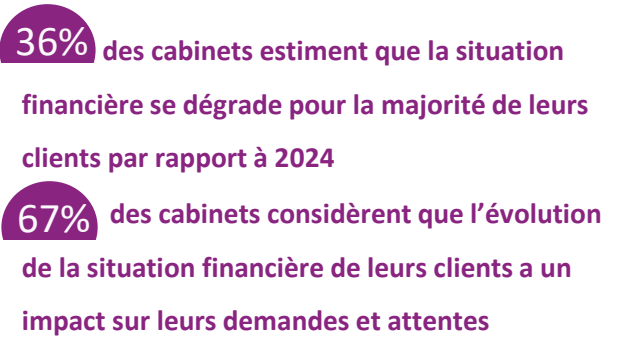 36% des cabinets estiment que la situation
financière se dégrade pour la majorité de leurs
clients par rapport à 2024
67% des cabinets considèrent que l’évolution
de la situation financière de leurs clients a un
impact sur leurs demandes et attentes